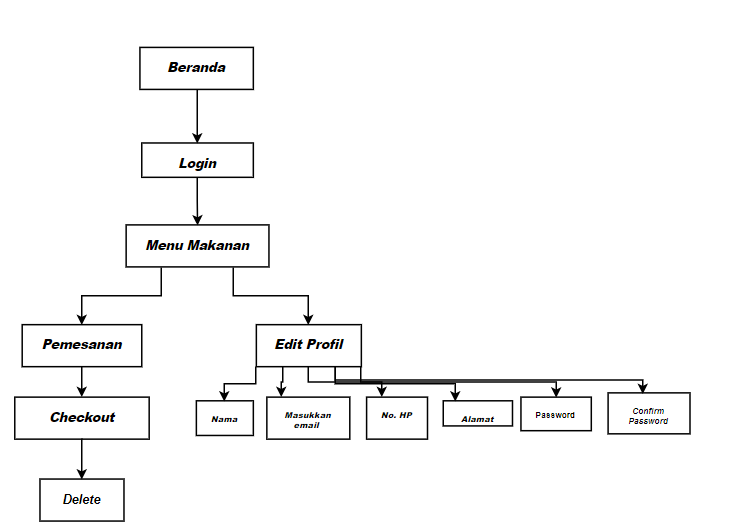 Beranda
Login
Menu Makanan
Pemesanan
Edit Profil
Checkout
Nama
Masukkan
email
No. HP
Alamat
Password
Confirm
Password
Delete